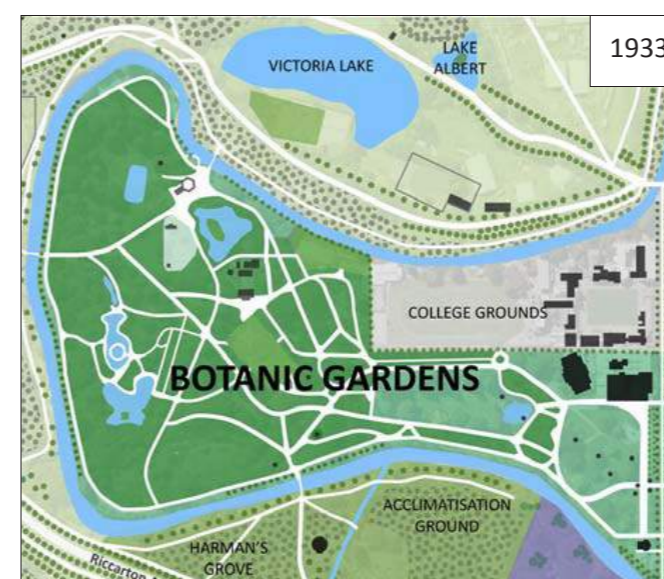 1933
VICTORIA LAKE
LAKE
ALBERT
COLLEGE GROUNDS
BOTANIC GARDENS
ACCLIMATISATION
GROUND
HARMAN'S
GROVE
Riccarton